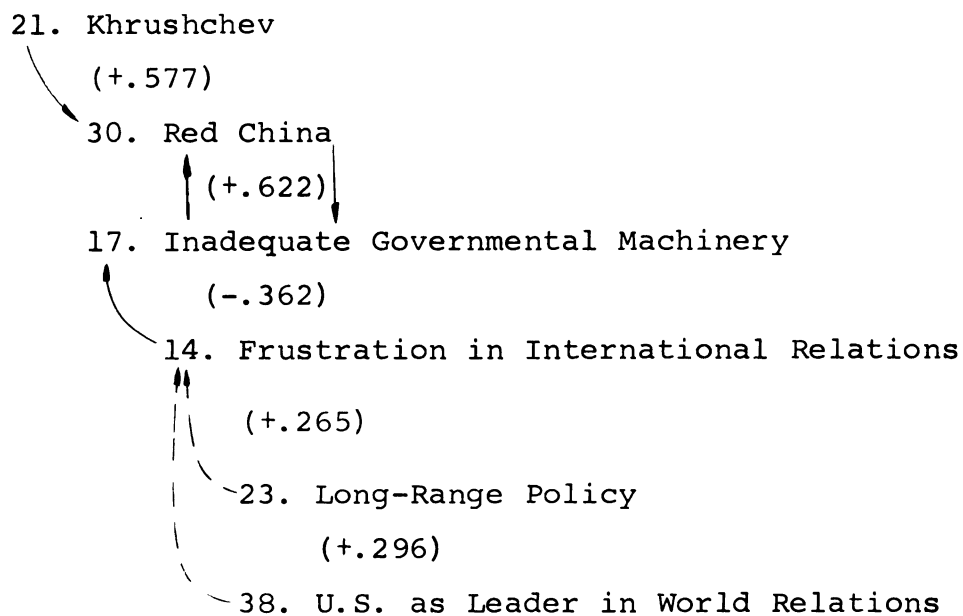 21. Khrushchev
(+.577)
30. Red China
(+.622)
17. Inadequate Governmental Machinery
(-.362)
14. Frustration in International Relations
(+.265)
23. Long-Range Policy
(+.296)
38. U.S. as Leader in World Relations